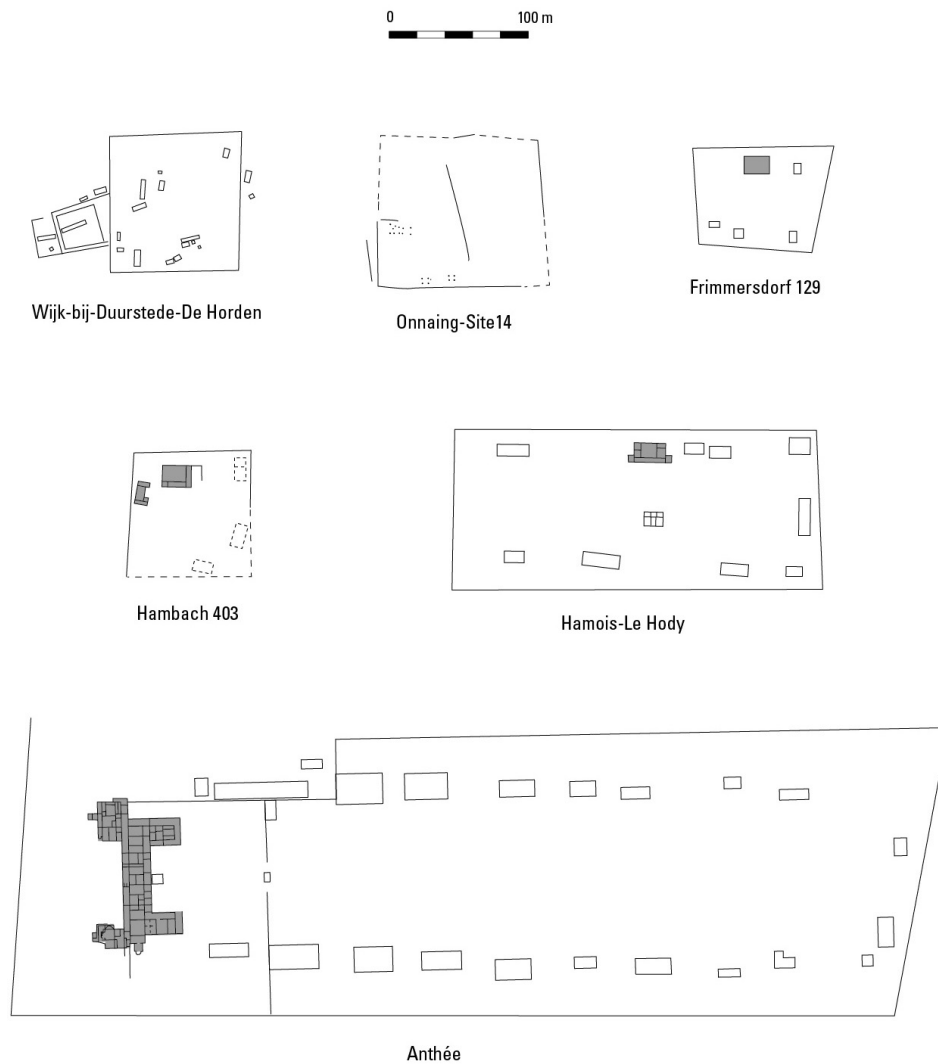 0 100 m
Wijk-bij-Duurstede-De Horden
Onnaing-Site14
Frimmersdorf 129
Hambach 403
Hamois-Le Hody
Anthée